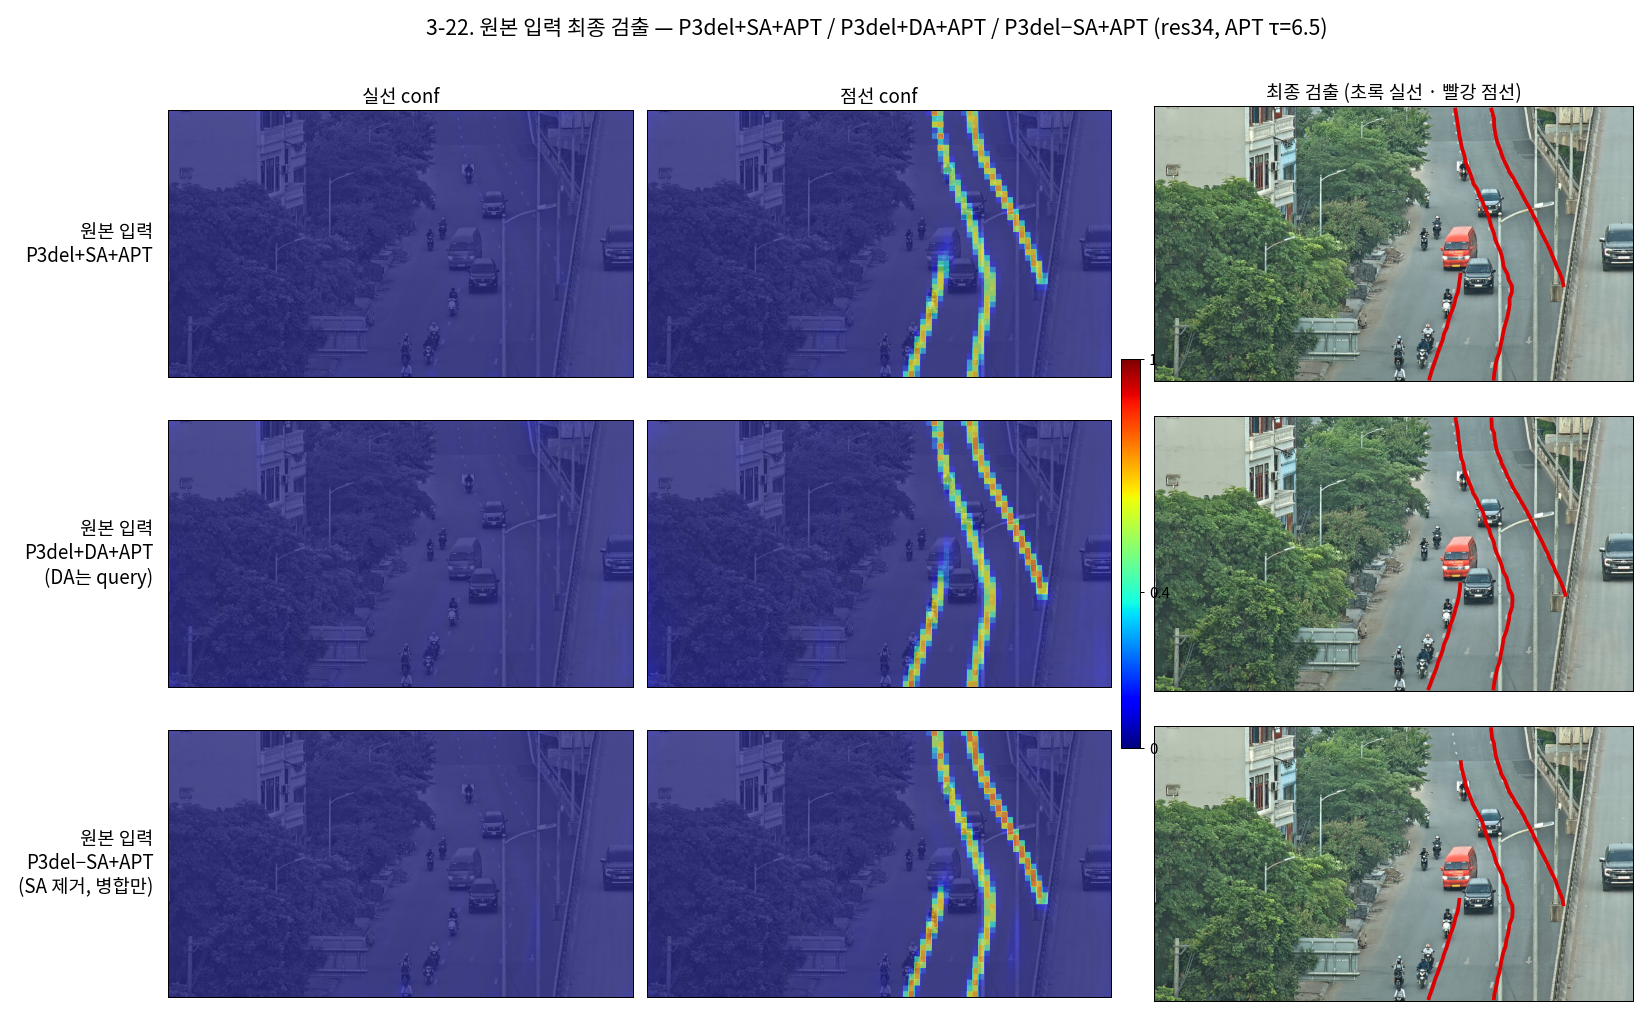 3-22. 원본 입력 최종 검출 — P3del+SA+APT / P3del+DA+APT / P3del−SA+APT (res34, APT τ=6.5)
실선 conf
점선 conf
최종 검출 (초록 실선 · 빨강 점선)
원본 입력
P3del+SA+APT
1
0.4
0
원본 입력
P3del+DA+APT
(DA는 query)
원본 입력
P3del−SA+APT
(SA 제거, 병합만)